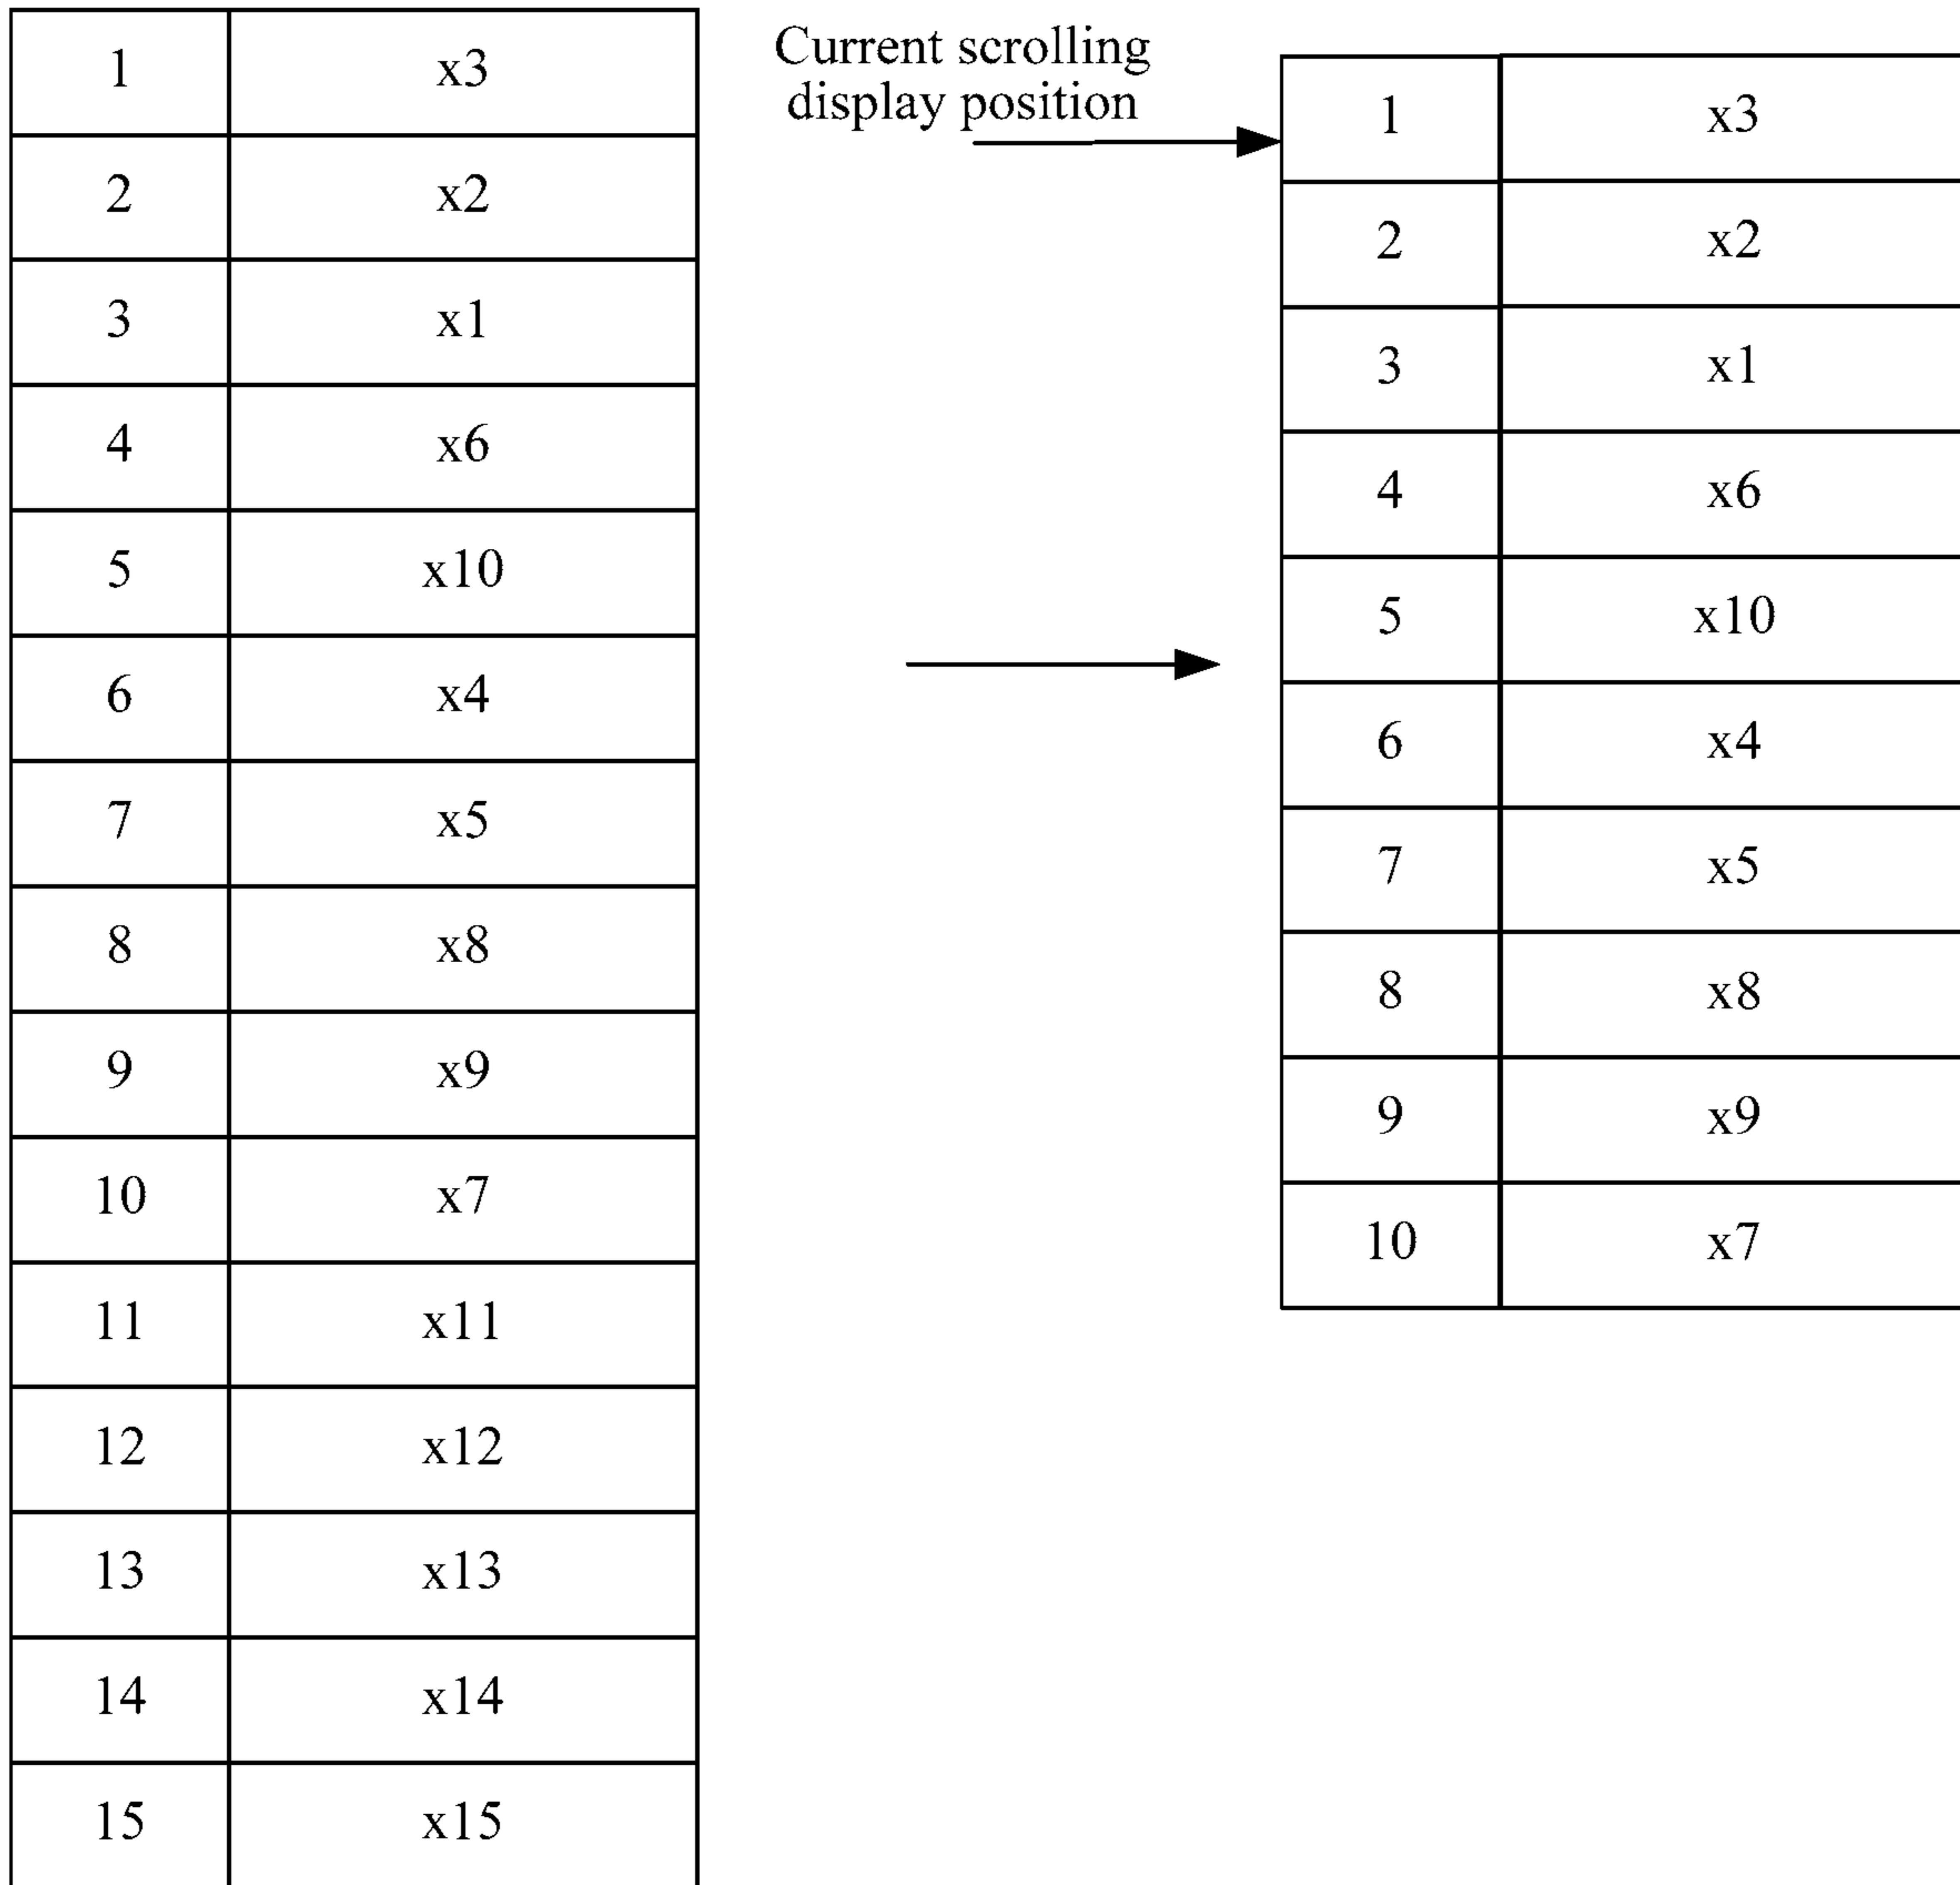 1 x3
2 x2
3 x1
4 x6
5 x10
6 x4
7 x5
8 x8
9 x9
10 x7
11 x11
12 x12
13 x13
14 x14
15 x15
Current scrolling
display position
1 x3
2 x2
3 x1
4 x6
5 x10
6 x4
7 x5
8 x8
9 x9
10 x7